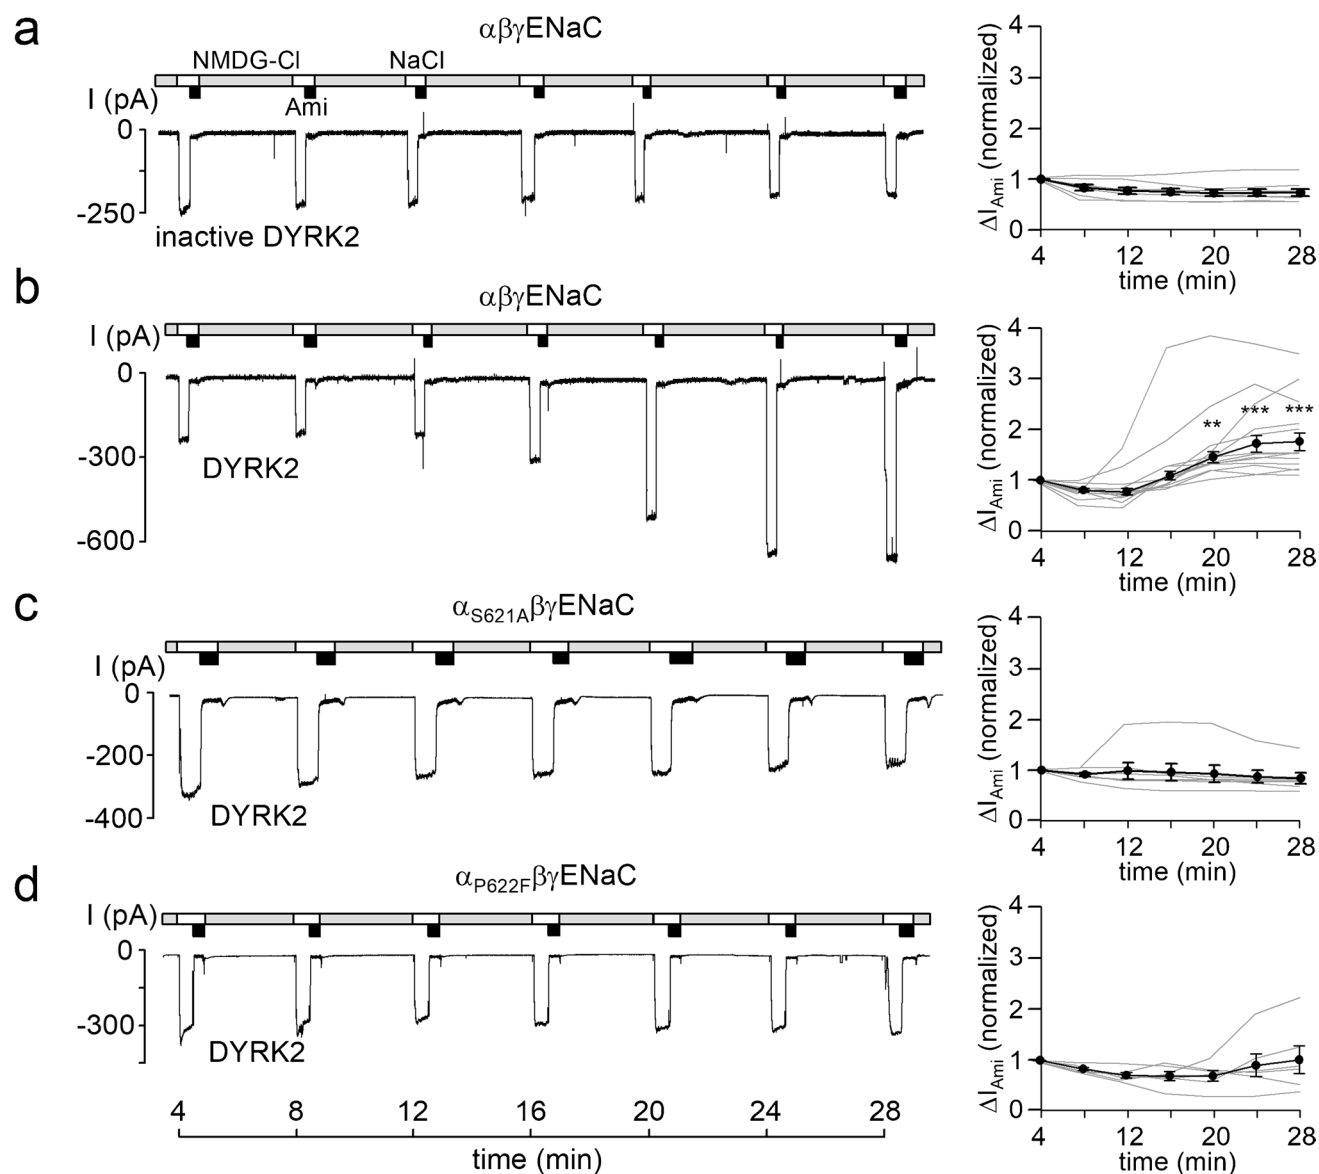 a
αβγENaC
NMDG-Cl
NaCl
I (pA)
Ami
0
-250
inactive DYRK2
4
3
2
1
0
ΔI_Ami (normalized)
4 12 20 28
time (min)
b
αβγENaC
I (pA)
0
-300
-600
DYRK2
4
3
2
1
0
ΔI_Ami (normalized)
** *** ***
4 12 20 28
time (min)
c
α_S621AβγENaC
I (pA)
0
-200
-400
DYRK2
4
3
2
1
0
ΔI_Ami (normalized)
4 12 20 28
time (min)
d
α_P622FβγENaC
I (pA)
0
-300
DYRK2
4 8 12 16 20 24 28
time (min)
4
3
2
1
0
ΔI_Ami (normalized)
4 12 20 28
time (min)